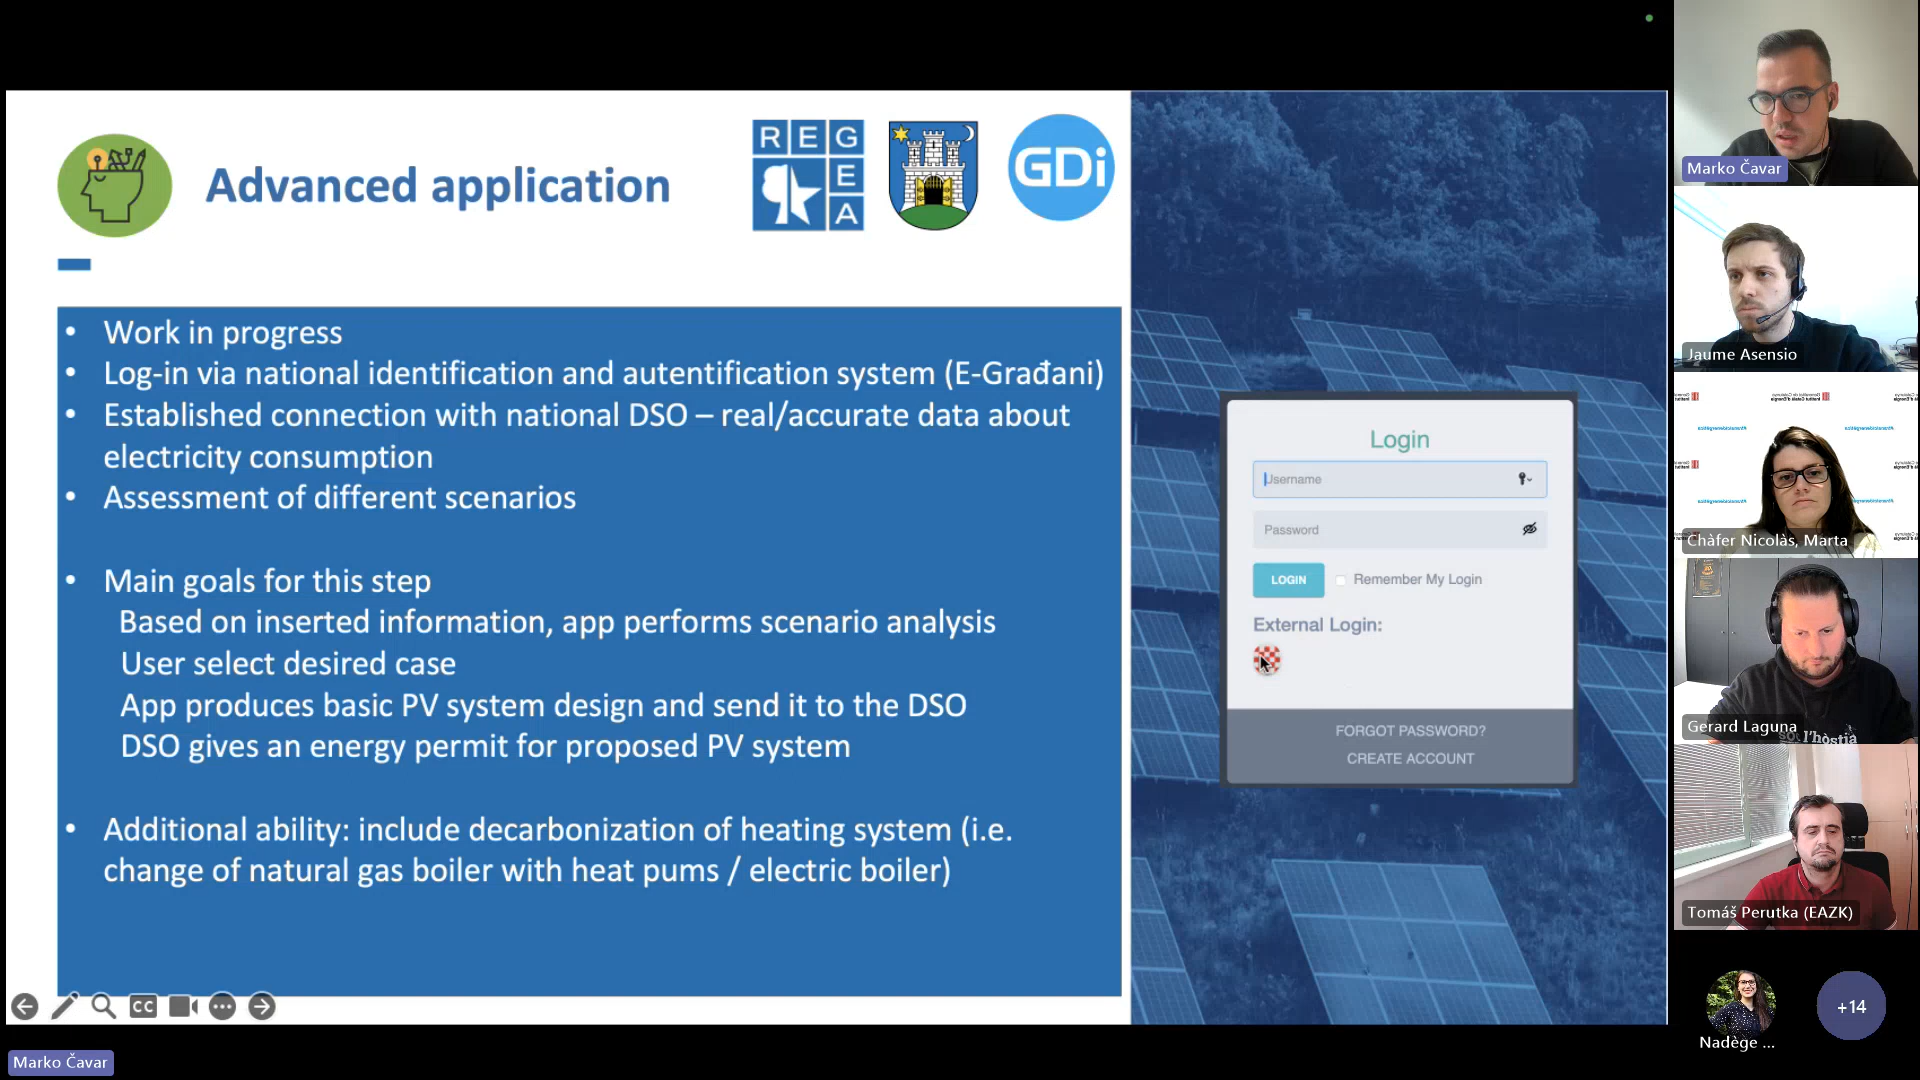 Advanced application
REGEA
GDi
• Work in progress
• Log-in via national identification and autentification system (E-Građani)
• Established connection with national DSO – real/accurate data about
electricity consumption
• Assessment of different scenarios
• Main goals for this step
Based on inserted information, app performs scenario analysis
User select desired case
App produces basic PV system design and send it to the DSO
DSO gives an energy permit for proposed PV system
• Additional ability: include decarbonization of heating system (i.e.
change of natural gas boiler with heat pums / electric boiler)
Login
Username
Password
LOGIN
Remember My Login
External Login:
FORGOT PASSWORD?
CREATE ACCOUNT
CC
Marko Čavar
Marko Čavar
Jaume Asensio
Chàfer Nicolàs, Marta
Gerard Laguna
l'hòstia
Tomáš Perutka (EAZK)
Nadège ...
+14